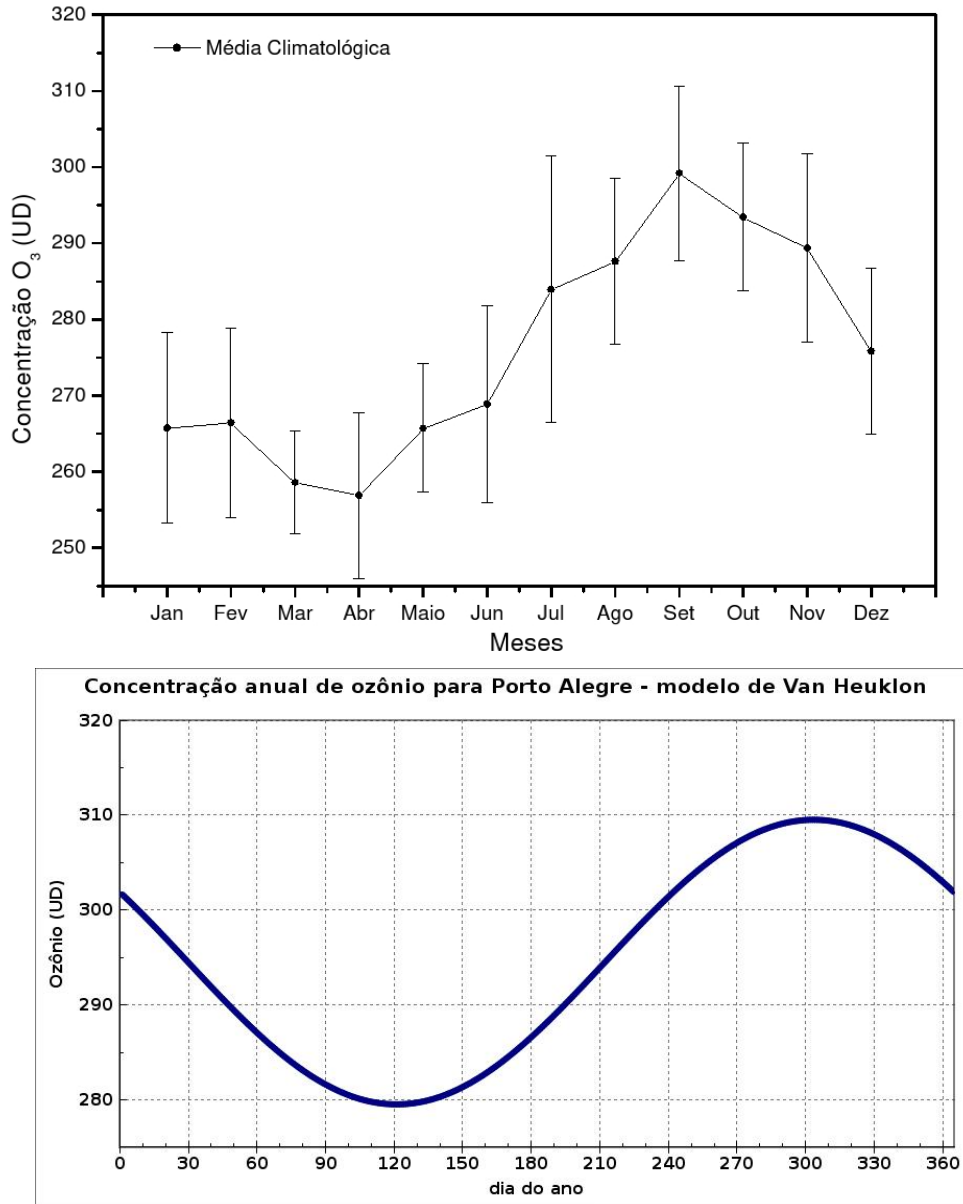 320
Média Climatológica
310
300
290
280
270
260
250
Concentração O₃ (UD)
Jan Fev Mar Abr Maio Jun Jul Ago Set Out Nov Dez
Meses
Concentração anual de ozônio para Porto Alegre - modelo de Van Heuklon
320
310
300
290
280
Ozônio (UD)
0 30 60 90 120 150 180 210 240 270 300 330 360
dia do ano